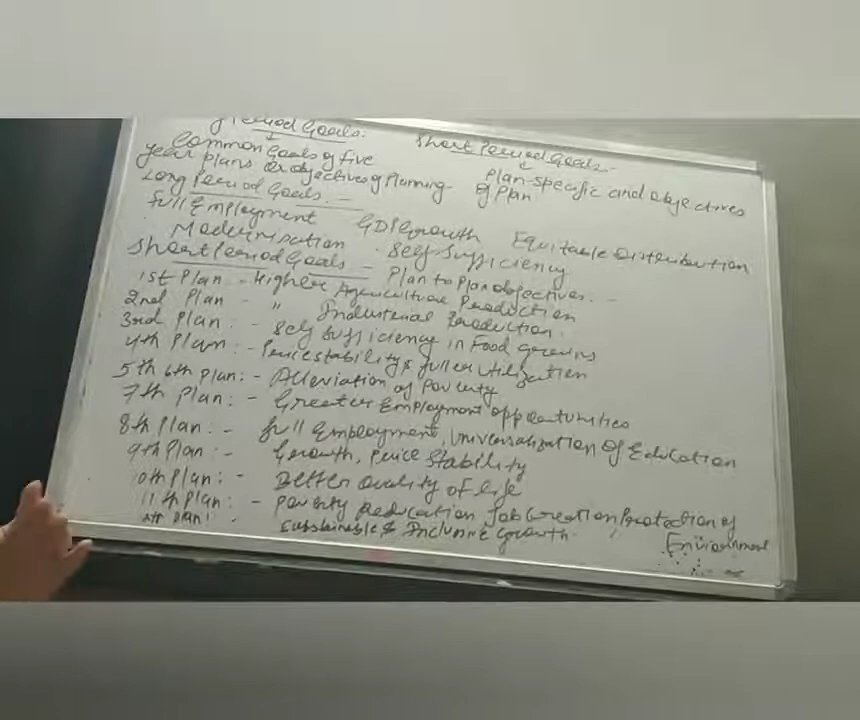 Period Goals:
Short Period Goals-
Common Goals of five
year plans or objectives of Planning
Plan-specific and objectives
of Plan
Long Period Goals.-
full Employment GDP Growth Equitable Distribution
Modernisation . Self-Sufficiency
Short Period Goals - Plan to Plan objectives. -
1st Plan - Higher Agriculture Production
2nd Plan - " Industrial Production.
3rd Plan :- Self Sufficiency in Food grains
4th Plan :- Price stability & fuller utilization
5th 6th Plan:- Alleviation of Poverty
7th Plan:- Greater Employment opportunities
8th Plan:- full Employment, Universalization of Education
9th Plan:- Growth, Price Stability
10th Plan:- Better Quality of life
11th Plan:- Poverty Reducation Job Creation Protection of
Environment
Plan: - Sustainable & Inclusive Growth.